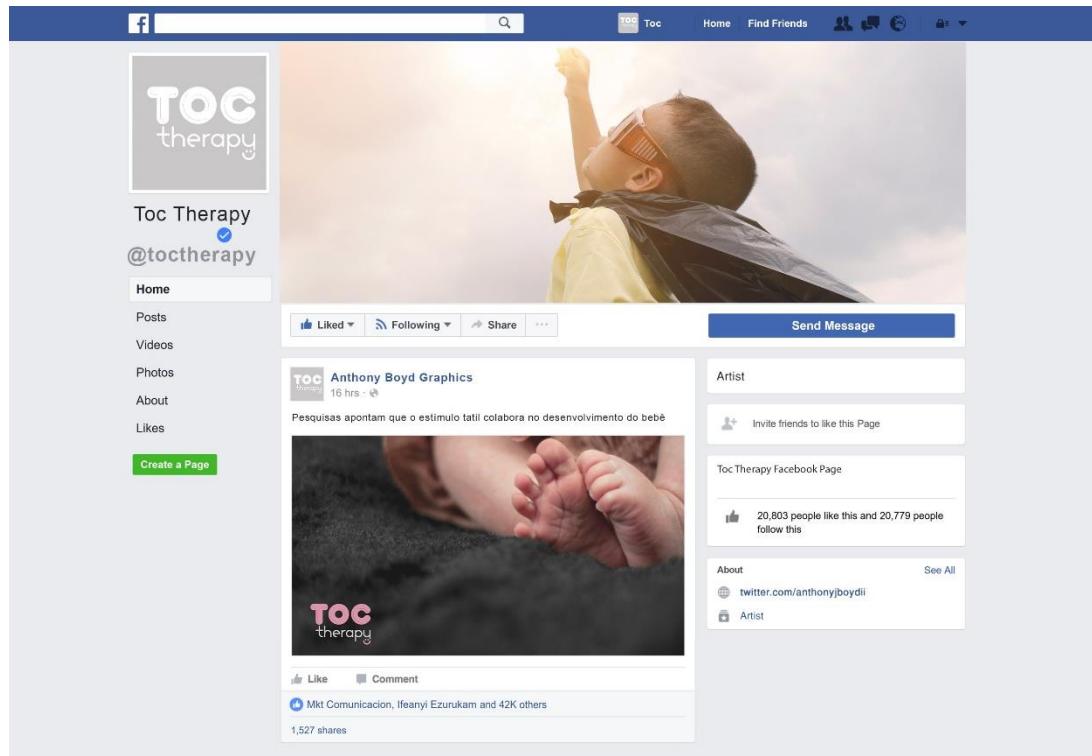 f
TOC
therapy
Toc
Home
Find Friends
TOC
therapy
Toc Therapy
@toctherapy
Home
Posts
Videos
Photos
About
Likes
Create a Page
Liked
Following
Share
Send Message
TOC
therapy
Anthony Boyd Graphics
16 hrs ·
Pesquisas apontam que o estimulo tatil colabora no desenvolvimento do bebê
TOC
therapy
Like
Comment
Mkt Comunicacion, Ifeanyi Ezurukam and 42K others
1,527 shares
Artist
Invite friends to like this Page
Toc Therapy Facebook Page
20,803 people like this and 20,779 people
follow this
About
See All
twitter.com/anthonyjboydii
Artist